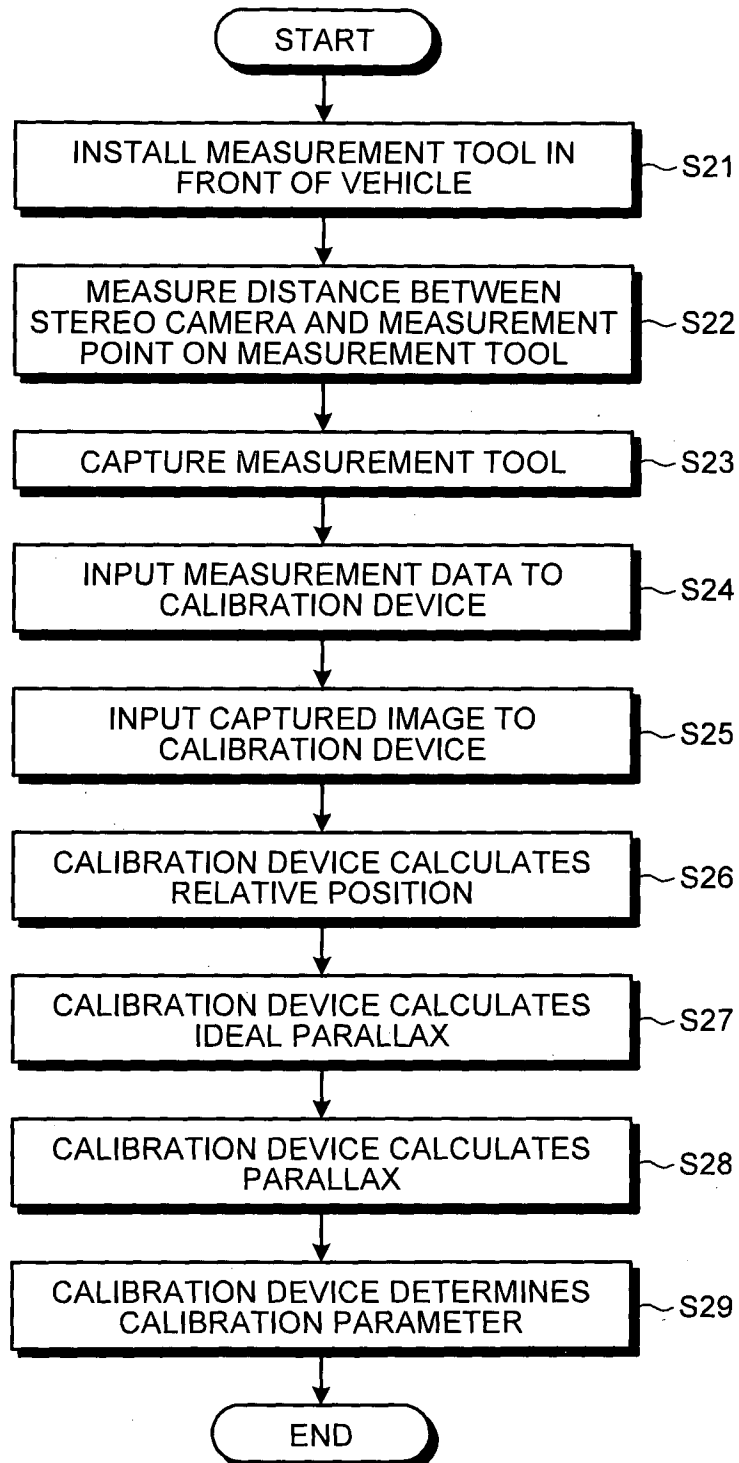 START
INSTALL MEASUREMENT TOOL IN
FRONT OF VEHICLE
S21
MEASURE DISTANCE BETWEEN
STEREO CAMERA AND MEASUREMENT
POINT ON MEASUREMENT TOOL
S22
CAPTURE MEASUREMENT TOOL
S23
INPUT MEASUREMENT DATA TO
CALIBRATION DEVICE
S24
INPUT CAPTURED IMAGE TO
CALIBRATION DEVICE
S25
CALIBRATION DEVICE CALCULATES
RELATIVE POSITION
S26
CALIBRATION DEVICE CALCULATES
IDEAL PARALLAX
S27
CALIBRATION DEVICE CALCULATES
PARALLAX
S28
CALIBRATION DEVICE DETERMINES
CALIBRATION PARAMETER
S29
END